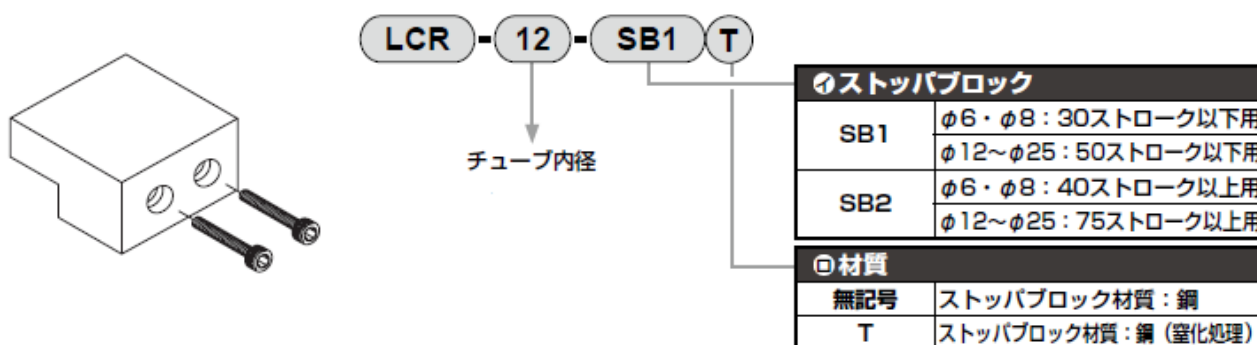 LCR - 12 - SB1 T
チューブ内径
㋑ストッパブロック
SB1 φ6・φ8：30ストローク以下用
φ12～φ25：50ストローク以下用
SB2 φ6・φ8：40ストローク以上用
φ12～φ25：75ストローク以上用
㋺材質
無記号 ストッパブロック材質：鋼
T ストッパブロック材質：鋼（窒化処理）